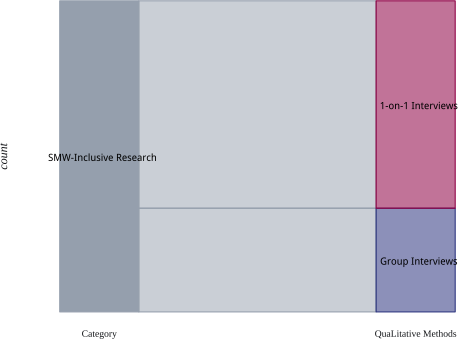 1-on-1 Interviews
count
SMW-Inclusive Research
Group Interviews
Category
QuaLitative Methods